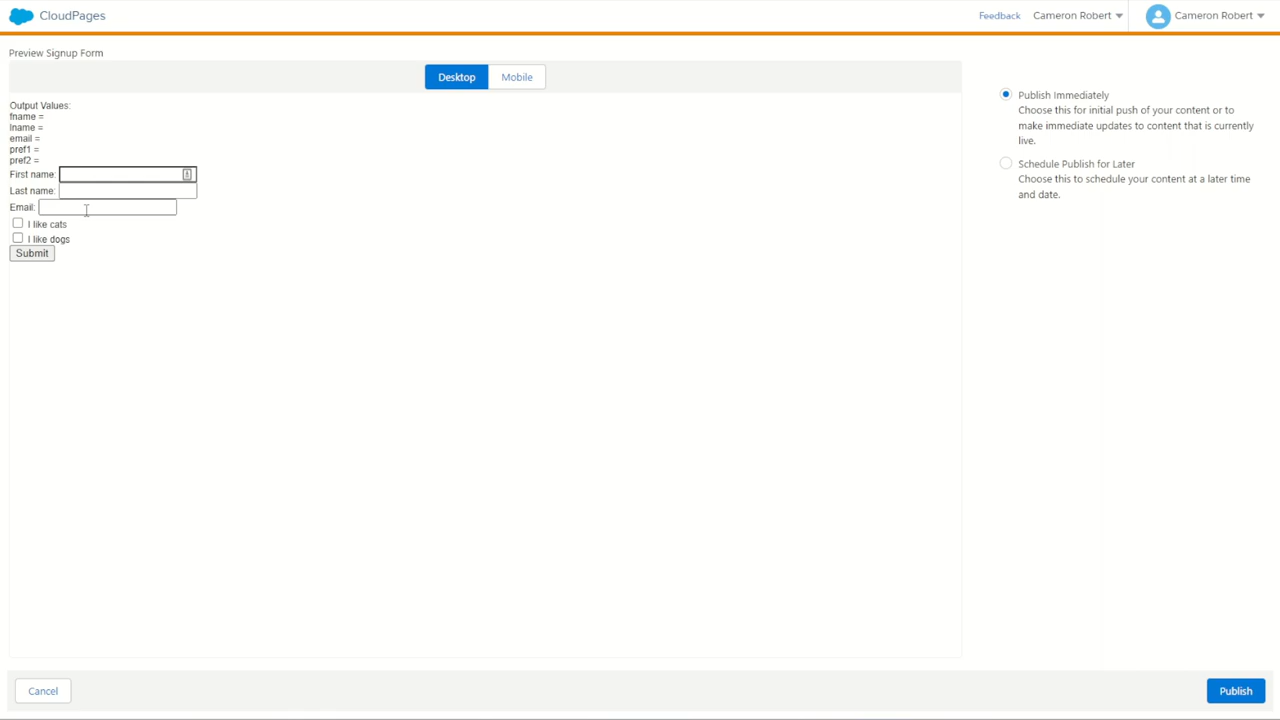 CloudPages
Feedback
Cameron Robert
Cameron Robert
Preview Signup Form
Desktop
Mobile
Output Values:
fname =
lname =
email =
pref1 =
pref2 =
First name:
Last name:
Email:
I like cats
I like dogs
Submit
Publish Immediately
Choose this for initial push of your content or to
make immediate updates to content that is currently
live.
Schedule Publish for Later
Choose this to schedule your content at a later time
and date.
Cancel
Publish